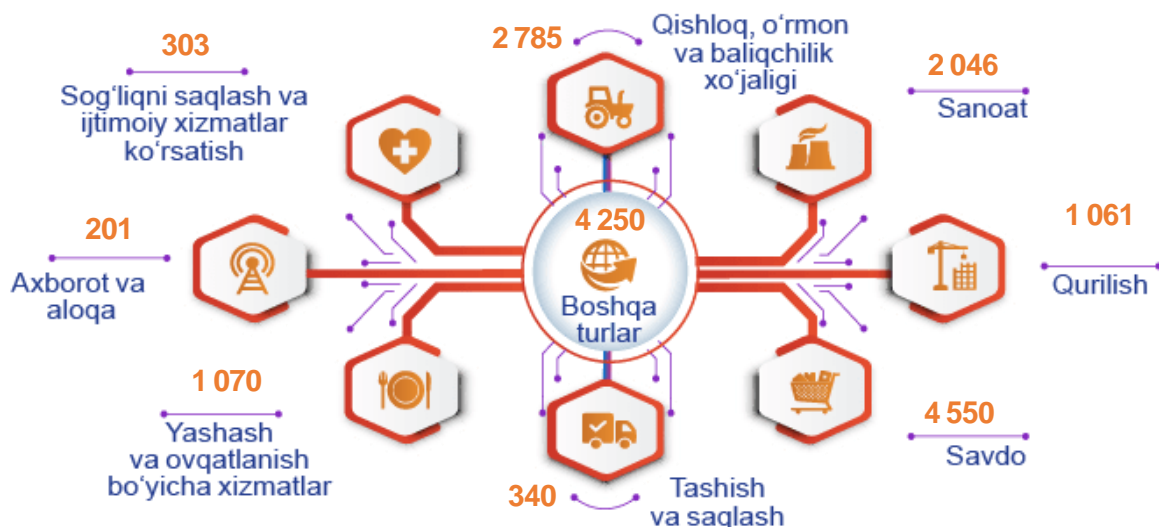 303
Sog‘liqni saqlash va
ijtimoiy xizmatlar
ko‘rsatish
2 785
Qishloq, o‘rmon
va baliqchilik
xo‘jaligi
2 046
Sanoat
201
Axborot va
aloqa
4 250
Boshqa
turlar
1 061
Qurilish
1 070
Yashash
va ovqatlanish
bo‘yicha xizmatlar
340
Tashish
va saqlash
4 550
Savdo